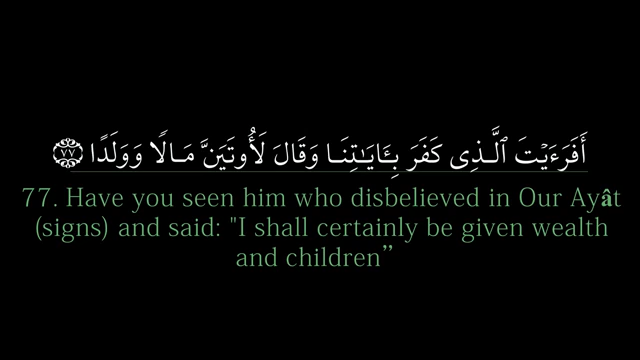 أَفَرَءَيْتَ ٱلَّذِى كَفَرَ بِـَٔايَـٰتِنَا وَقَالَ لَأُوتَيَنَّ مَالًا وَوَلَدًا ٧٧
77. Have you seen him who disbelieved in Our Ayât
(signs) and said: "I shall certainly be given wealth
and children”